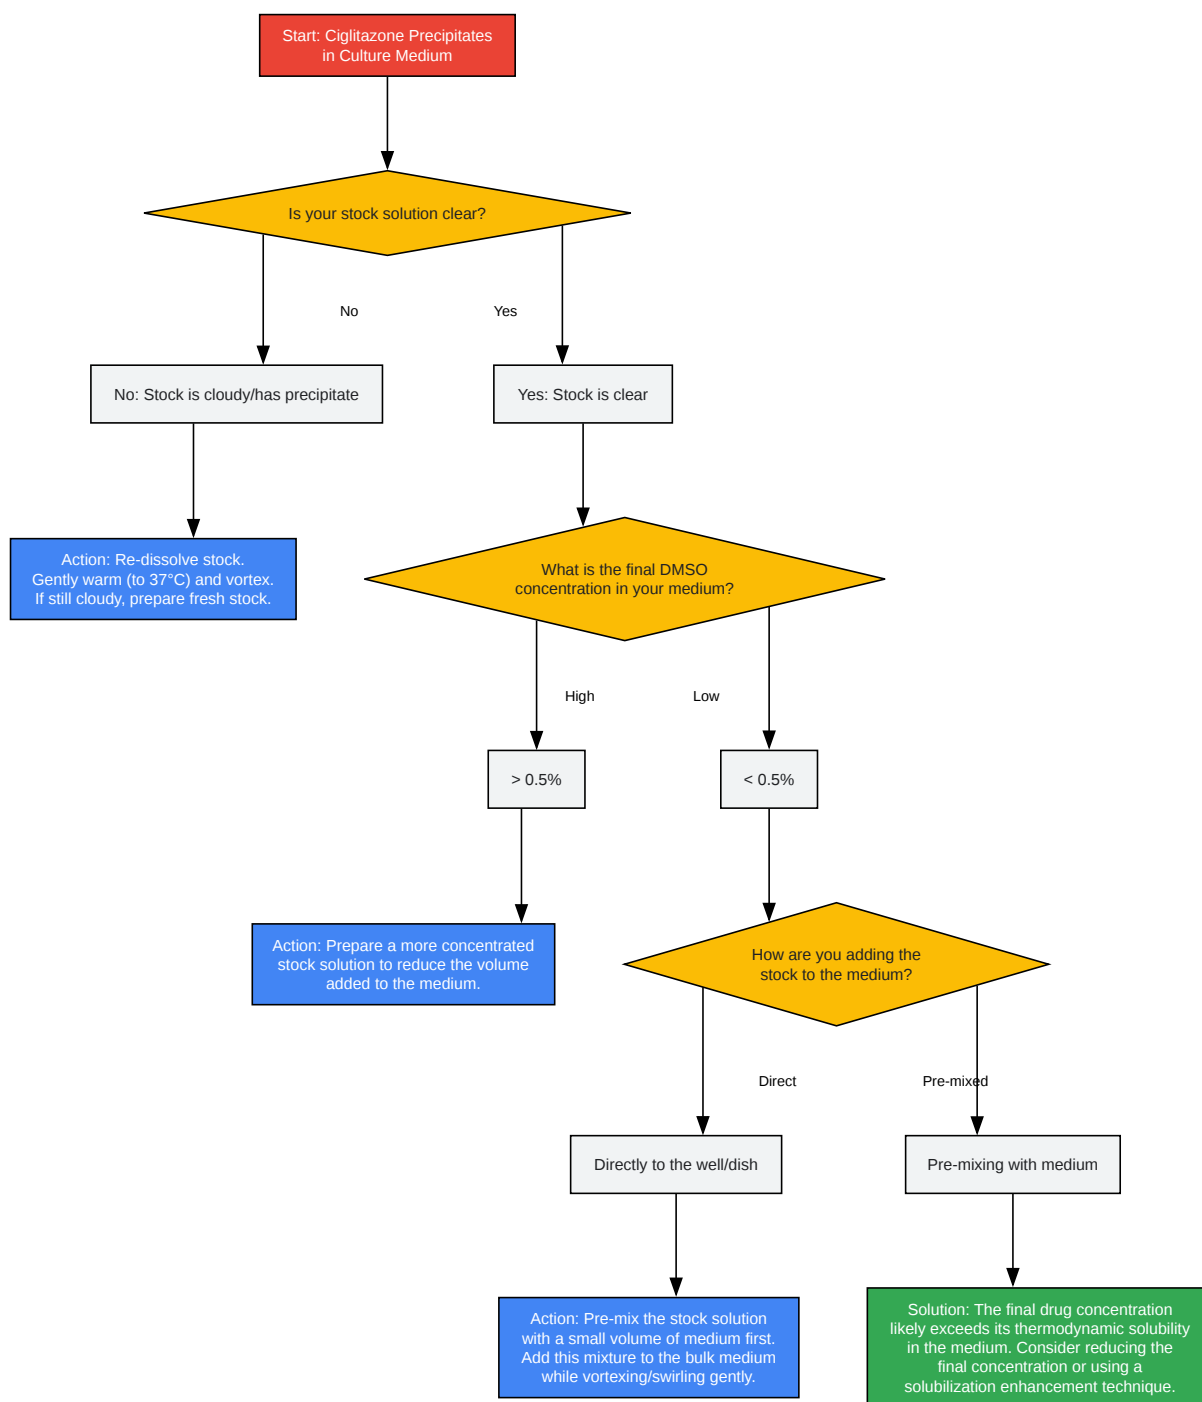 Start: Ciglitazone Precipitates
in Culture Medium
Is your stock solution clear?
No
Yes
No: Stock is cloudy/has precipitate
Yes: Stock is clear
Action: Re-dissolve stock.
Gently warm (to 37°C) and vortex.
If still cloudy, prepare fresh stock.
What is the final DMSO
concentration in your medium?
High
Low
> 0.5%
< 0.5%
Action: Prepare a more concentrated
stock solution to reduce the volume
added to the medium.
How are you adding the
stock to the medium?
Direct
Pre-mixed
Directly to the well/dish
Pre-mixing with medium
Action: Pre-mix the stock solution
with a small volume of medium first.
Add this mixture to the bulk medium
while vortexing/swirling gently.
Solution: The final drug concentration
likely exceeds its thermodynamic solubility
in the medium. Consider reducing the
final concentration or using a
solubilization enhancement technique.